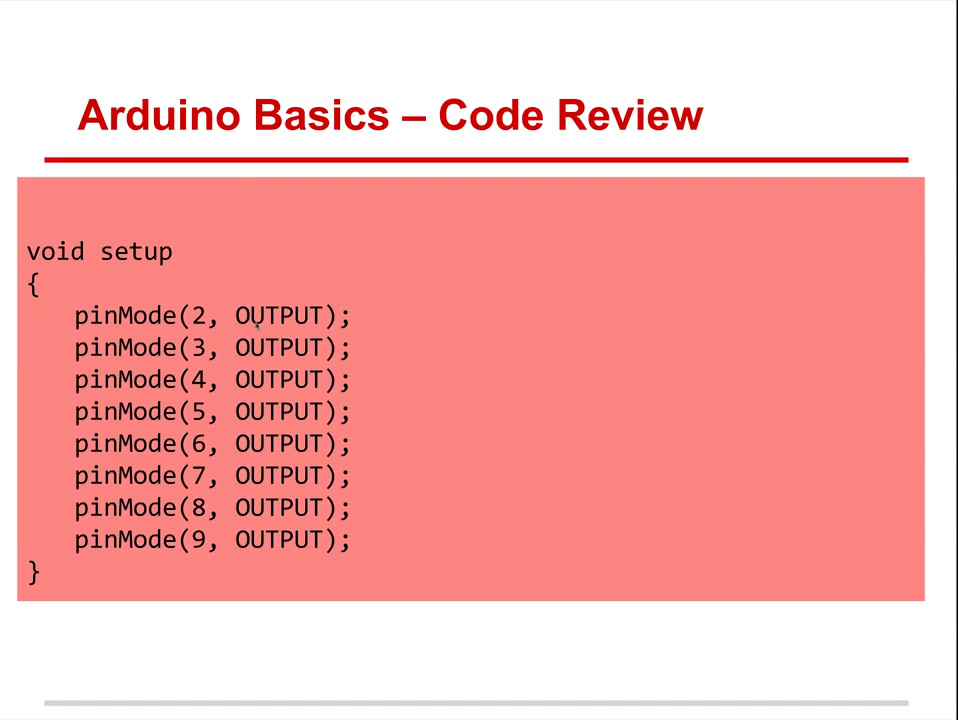 Arduino Basics – Code Review
void setup
{
pinMode(2, OUTPUT);
pinMode(3, OUTPUT);
pinMode(4, OUTPUT);
pinMode(5, OUTPUT);
pinMode(6, OUTPUT);
pinMode(7, OUTPUT);
pinMode(8, OUTPUT);
pinMode(9, OUTPUT);
}